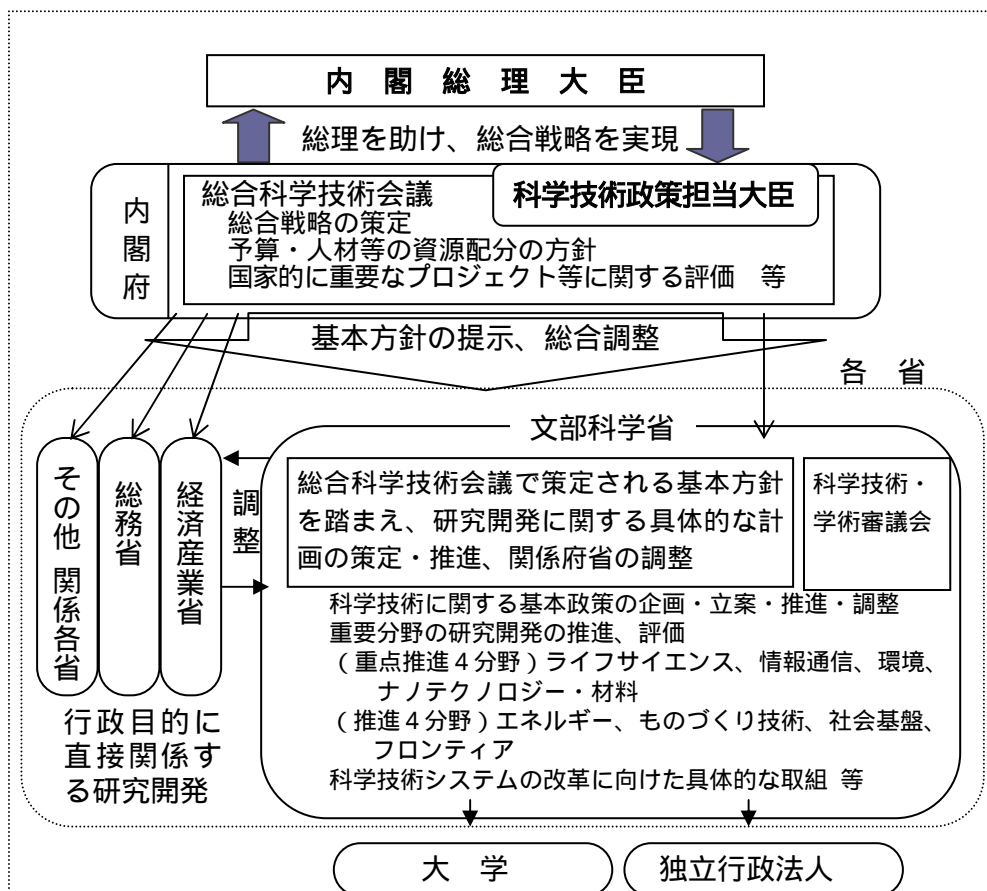 内　閣　総　理　大　臣
総理を助け、総合戦略を実現
内閣府
総合科学技術会議
科学技術政策担当大臣
総合戦略の策定
予算・人材等の資源配分の方針
国家的に重要なプロジェクト等に関する評価　等
基本方針の提示、総合調整
各　省
その他 関係各省
総務省
経済産業省
調整
文部科学省
総合科学技術会議で策定される基本方針
を踏まえ、研究開発に関する具体的な計
画の策定・推進、関係府省の調整
科学技術・
学術審議会
科学技術に関する基本政策の企画・立案・推進・調整
重要分野の研究開発の推進、評価
（重点推進４分野）ライフサイエンス、情報通信、環境、
ナノテクノロジー・材料
（推進４分野）エネルギー、ものづくり技術、社会基盤、
フロンティア
科学技術システムの改革に向けた具体的な取組 等
行政目的に
直接関係す
る研究開発
大　学
独立行政法人